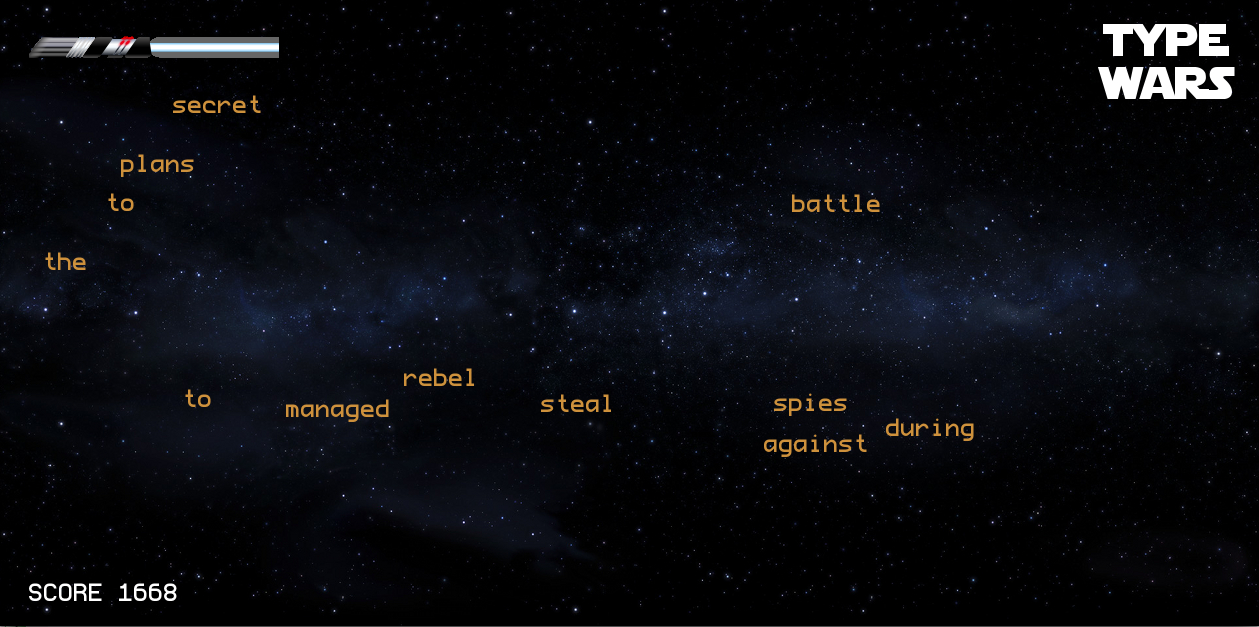 TYPE
WARS
secret
plans
to
battle
the
rebel
to
managed
steal
spies
during
against
SCORE 1668